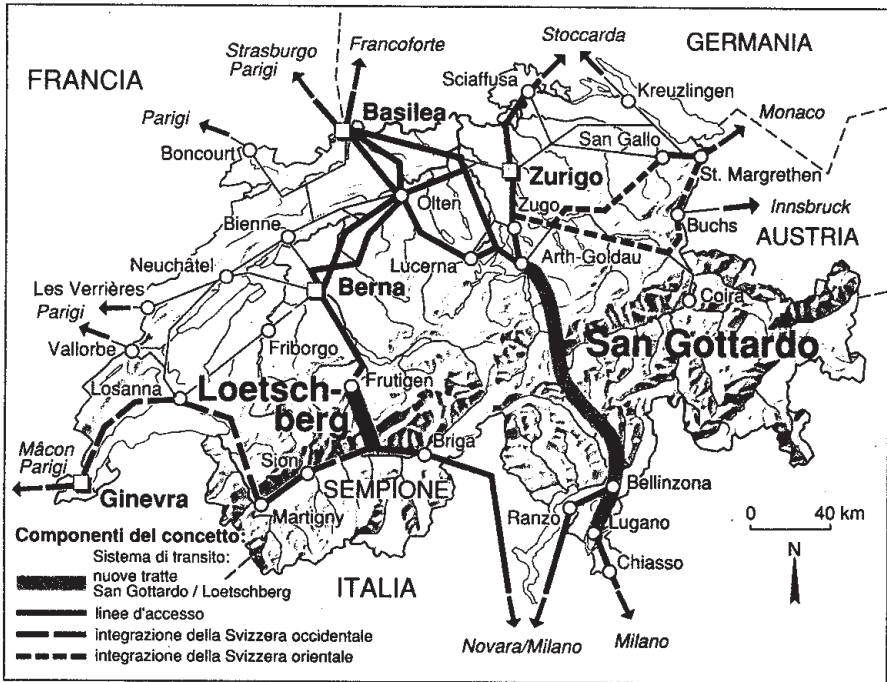 Stoccarda
GERMANIA
Strasburgo
Parigi
Francoforte
FRANCIA
Sciaffusa
Kreuzlingen
Basilea
Monaco
Parigi
Boncourt
San Gallo
Zurigo
St. Margrethen
Olten
Zugo
Innsbruck
Bienne
Buchs
AUSTRIA
Lucerna
Arth-Goldau
Neuchâtel
Berna
Les Verrières
Coira
Parigi
Friborgo
San Gottardo
Vallorbe
Losanna
Loetsch-
berg
Frutigen
Mâcon
Parigi
Briga
Sion
SEMPIONE
Ginevra
Bellinzona
Martigny
Ranzo
Lugano
0 40 km
Chiasso
N
Componenti del concetto:
Sistema di transito:
nuove tratte
San Gottardo / Loetschberg
ITALIA
linee d'accesso
integrazione della Svizzera occidentale
integrazione della Svizzera orientale
Novara/Milano
Milano